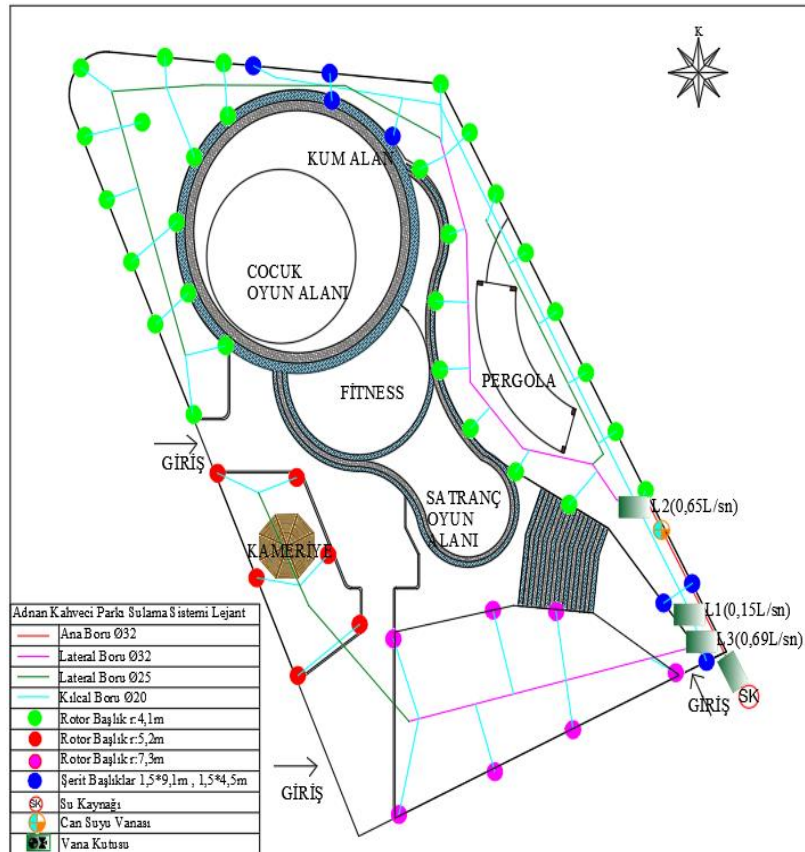 K
KUM ALAN
COCUK
OYUN ALANI
PERGOLA
FİTNESS
GİRİŞ
SATRANÇ
OYUN
ALANI
L2(0,65L/sn)
KAMERİYE
L1(0,15L/sn)
L3(0,69L/sn)
SK
GİRİŞ
GİRİŞ
Adnan Kahveci Parkı Sulama Sistemi Lejant
Ana Boru Ø32
Lateral Boru Ø32
Lateral Boru Ø25
Kılcal Boru Ø20
Rotor Başlık r:4,1m
Rotor Başlık r:5,2m
Rotor Başlık r:7,3m
Şerit Başlıklar 1,5*9,1m , 1,5*4,5m
SK Su Kaynağı
Can Suyu Vanası
Vana Kutusu